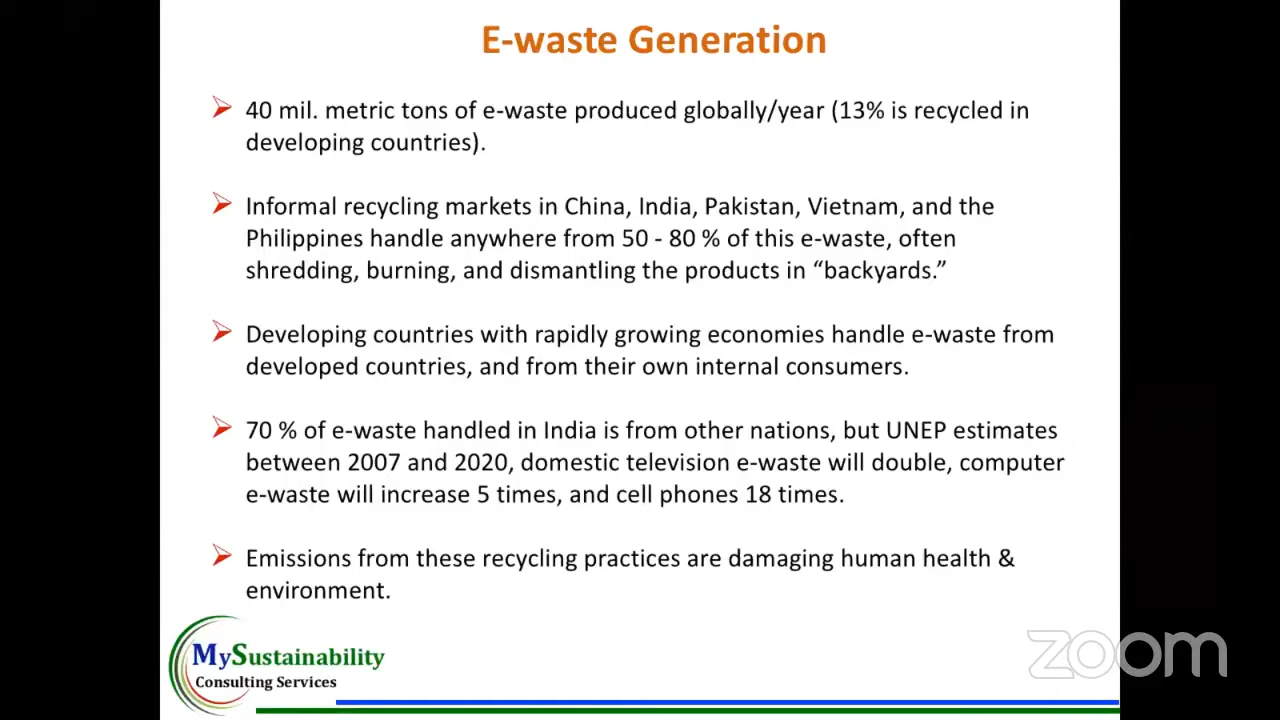 E-waste Generation
40 mil. metric tons of e-waste produced globally/year (13% is recycled in
developing countries).
Informal recycling markets in China, India, Pakistan, Vietnam, and the
Philippines handle anywhere from 50 - 80 % of this e-waste, often
shredding, burning, and dismantling the products in “backyards.”
Developing countries with rapidly growing economies handle e-waste from
developed countries, and from their own internal consumers.
70 % of e-waste handled in India is from other nations, but UNEP estimates
between 2007 and 2020, domestic television e-waste will double, computer
e-waste will increase 5 times, and cell phones 18 times.
Emissions from these recycling practices are damaging human health &
environment.
MySustainability
Consulting Services
zoom